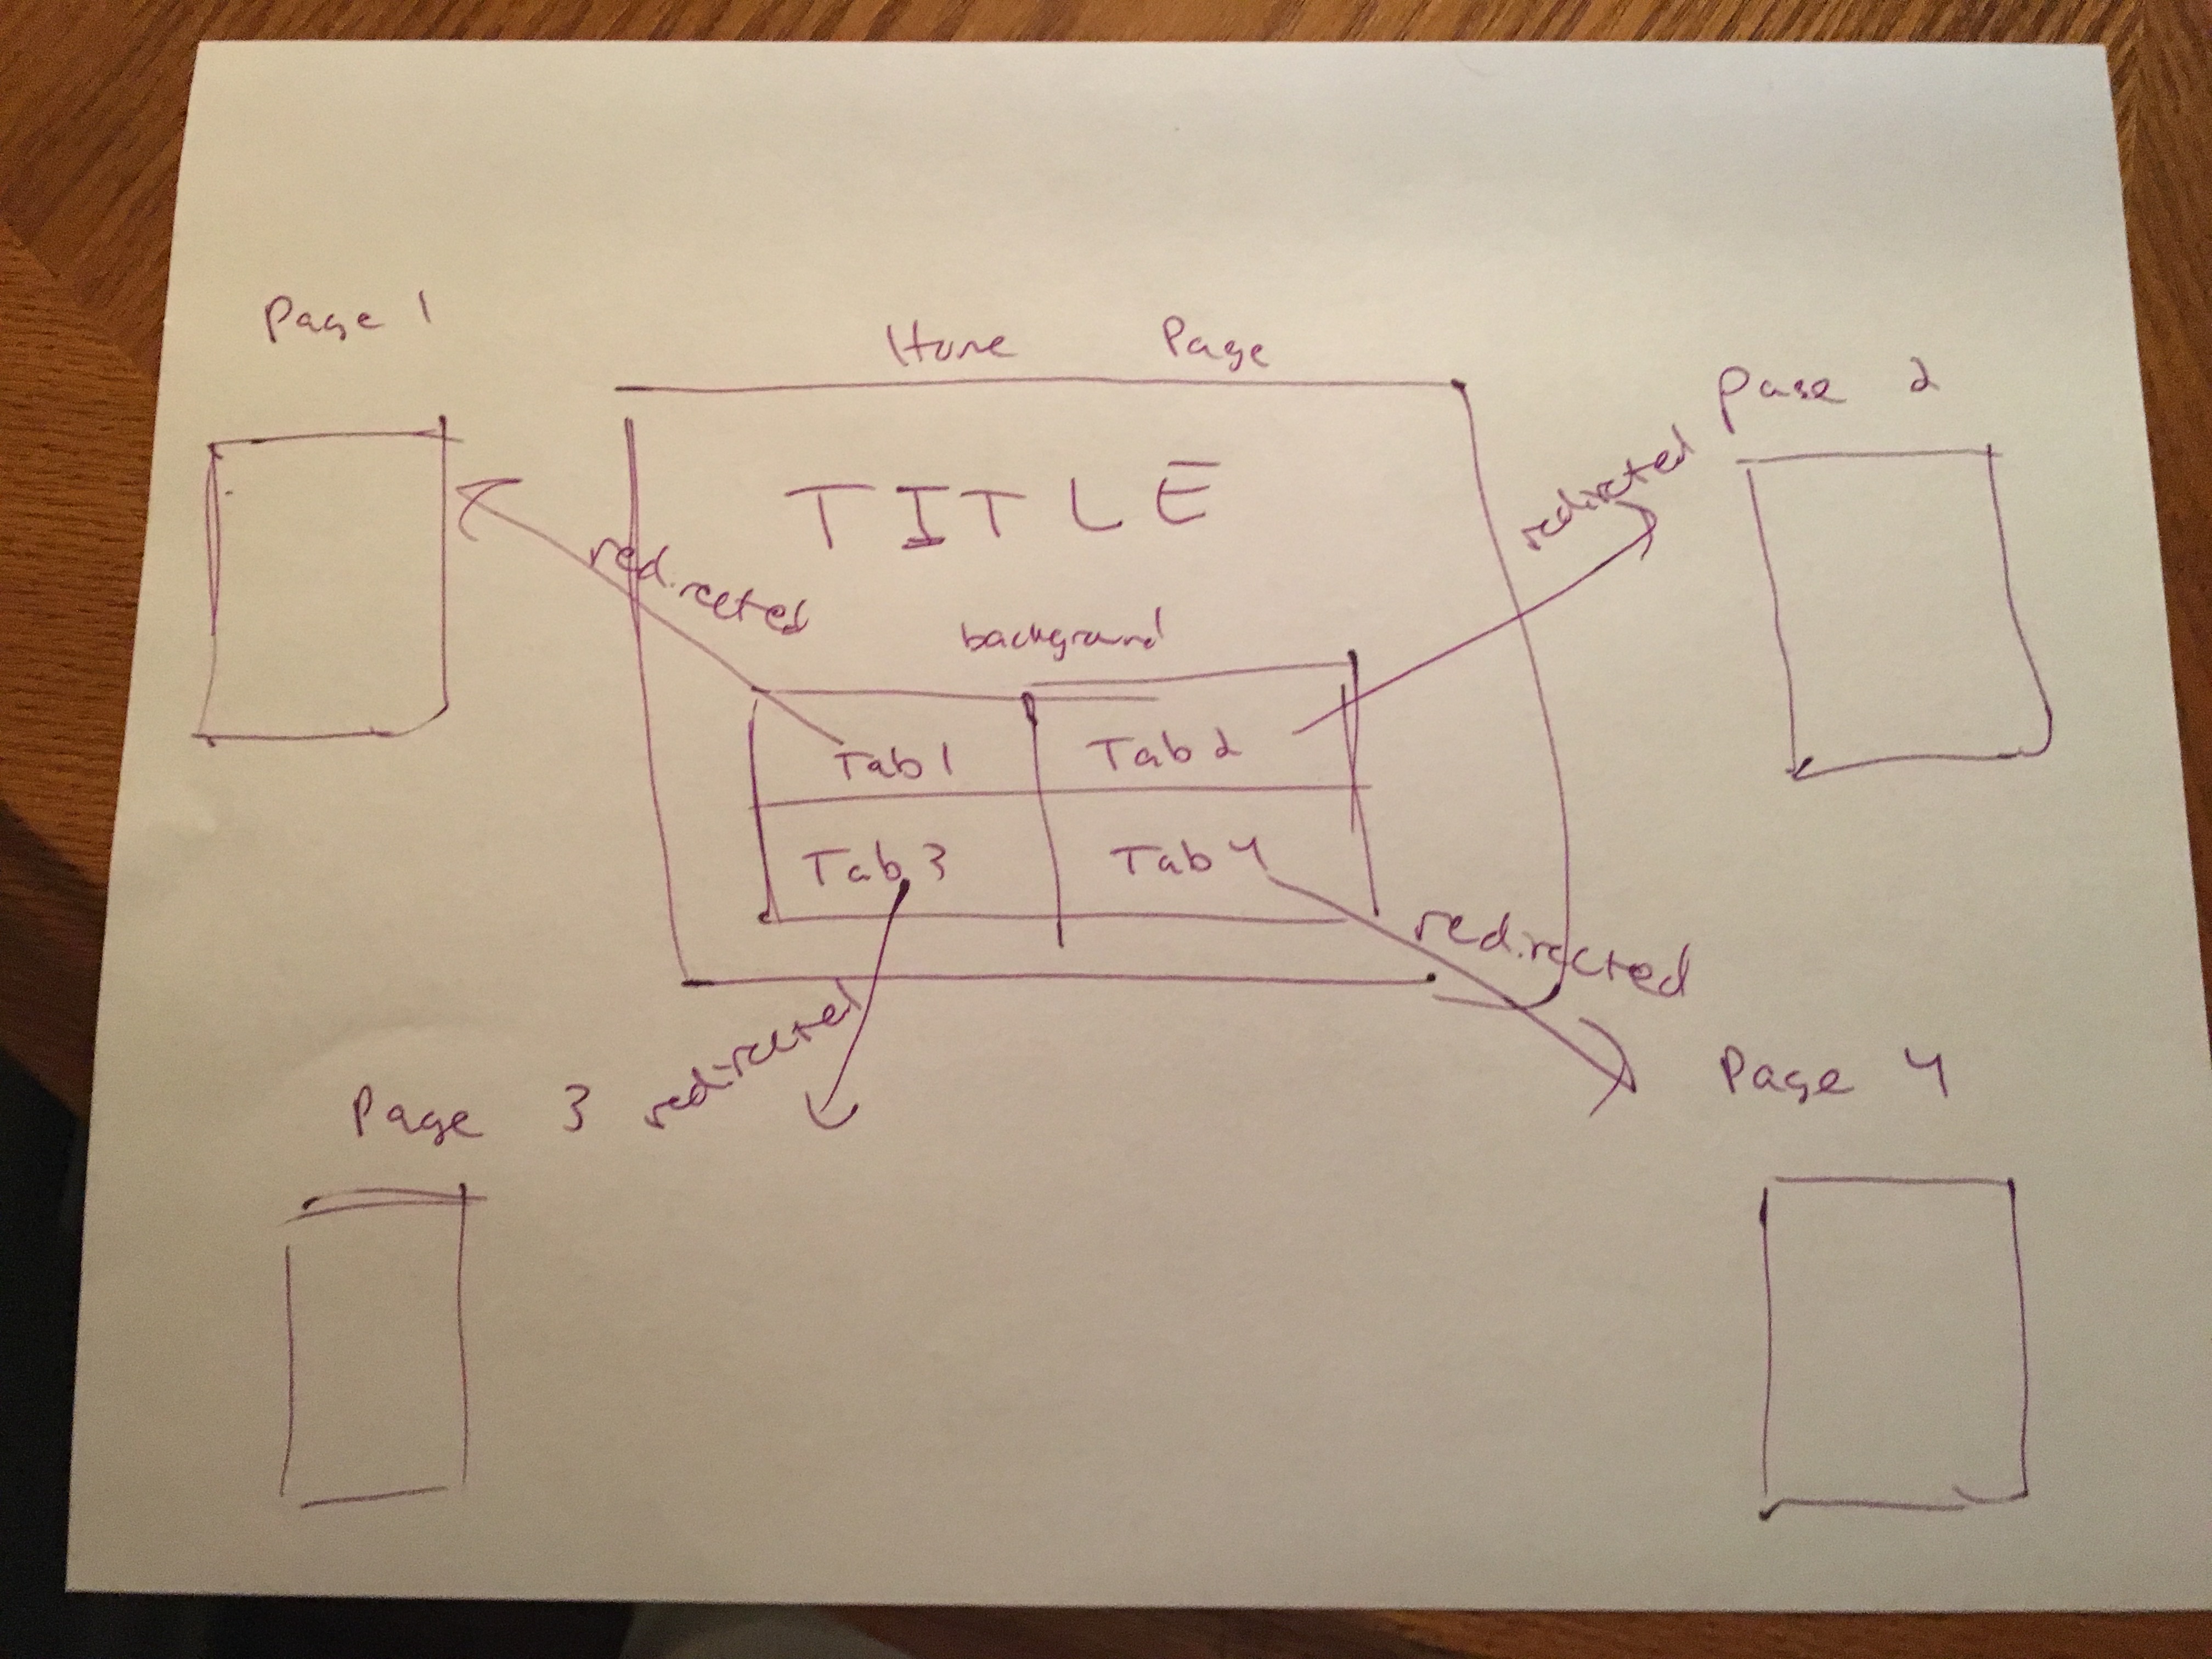 Home Page
Page 1
TITLE
redirected
redirected
Page 2
background
Tab 1
Tab 2
Tab 3
Tab 4
redirected
redirected
Page 3
Page 4